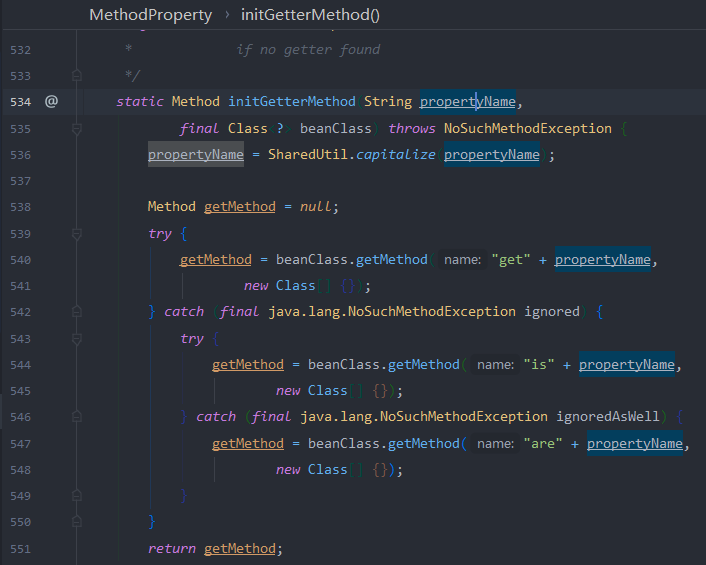 MethodProperty > initGetterMethod()
532 * if no getter found
533 */
534 @ static Method initGetterMethod(String propertyName,
535 final Class<?> beanClass) throws NoSuchMethodException {
536 propertyName = SharedUtil.capitalize(propertyName);
537
538 Method getMethod = null;
539 try {
540 getMethod = beanClass.getMethod( name: "get" + propertyName,
541 new Class[] {});
542 } catch (final java.lang.NoSuchMethodException ignored) {
543 try {
544 getMethod = beanClass.getMethod( name: "is" + propertyName,
545 new Class[] {});
546 } catch (final java.lang.NoSuchMethodException ignoredAsWell) {
547 getMethod = beanClass.getMethod( name: "are" + propertyName,
548 new Class[] {});
549 }
550 }
551 return getMethod;